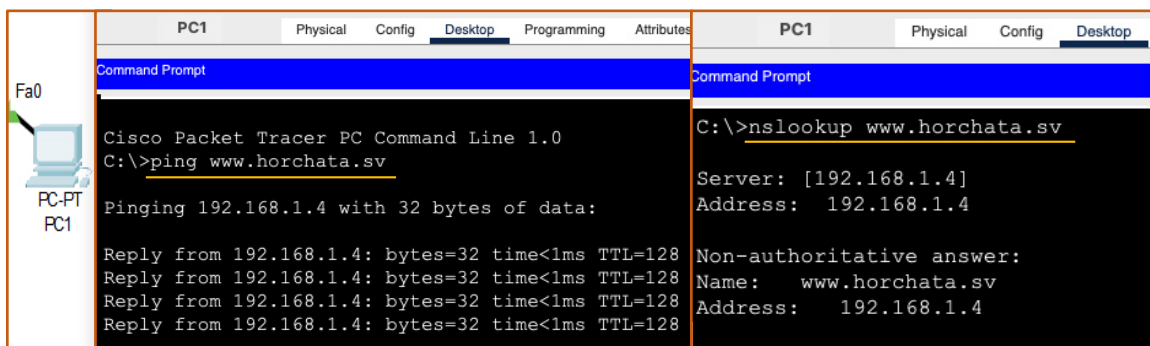 Fa0
PC-PT
PC1
PC1 Physical Config Desktop Programming Attributes
Command Prompt
Cisco Packet Tracer PC Command Line 1.0
C:\>ping www.horchata.sv
Pinging 192.168.1.4 with 32 bytes of data:
Reply from 192.168.1.4: bytes=32 time<1ms TTL=128
Reply from 192.168.1.4: bytes=32 time<1ms TTL=128
Reply from 192.168.1.4: bytes=32 time<1ms TTL=128
Reply from 192.168.1.4: bytes=32 time<1ms TTL=128
PC1 Physical Config Desktop
Command Prompt
C:\>nslookup www.horchata.sv
Server: [192.168.1.4]
Address: 192.168.1.4
Non-authoritative answer:
Name: www.horchata.sv
Address: 192.168.1.4